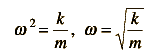 ω² = k/m, ω = √(k/m)